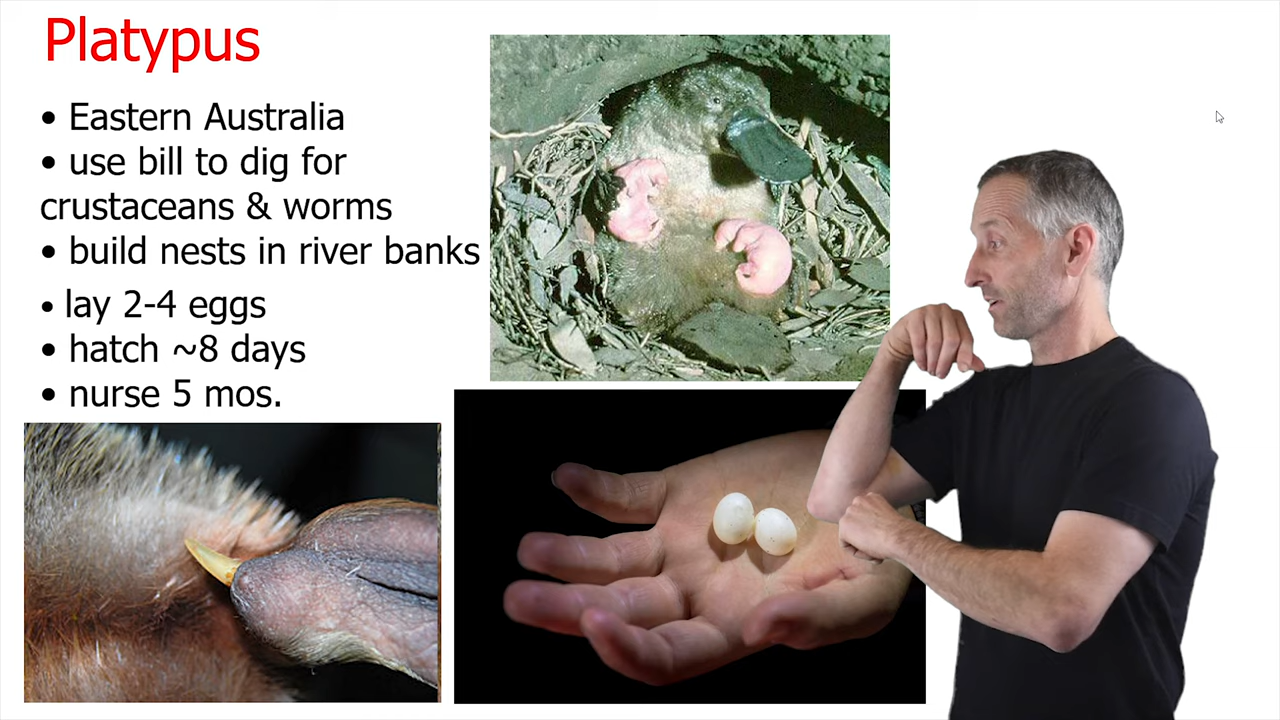 Platypus
• Eastern Australia
• use bill to dig for
crustaceans & worms
• build nests in river banks
• lay 2-4 eggs
• hatch ~8 days
• nurse 5 mos.